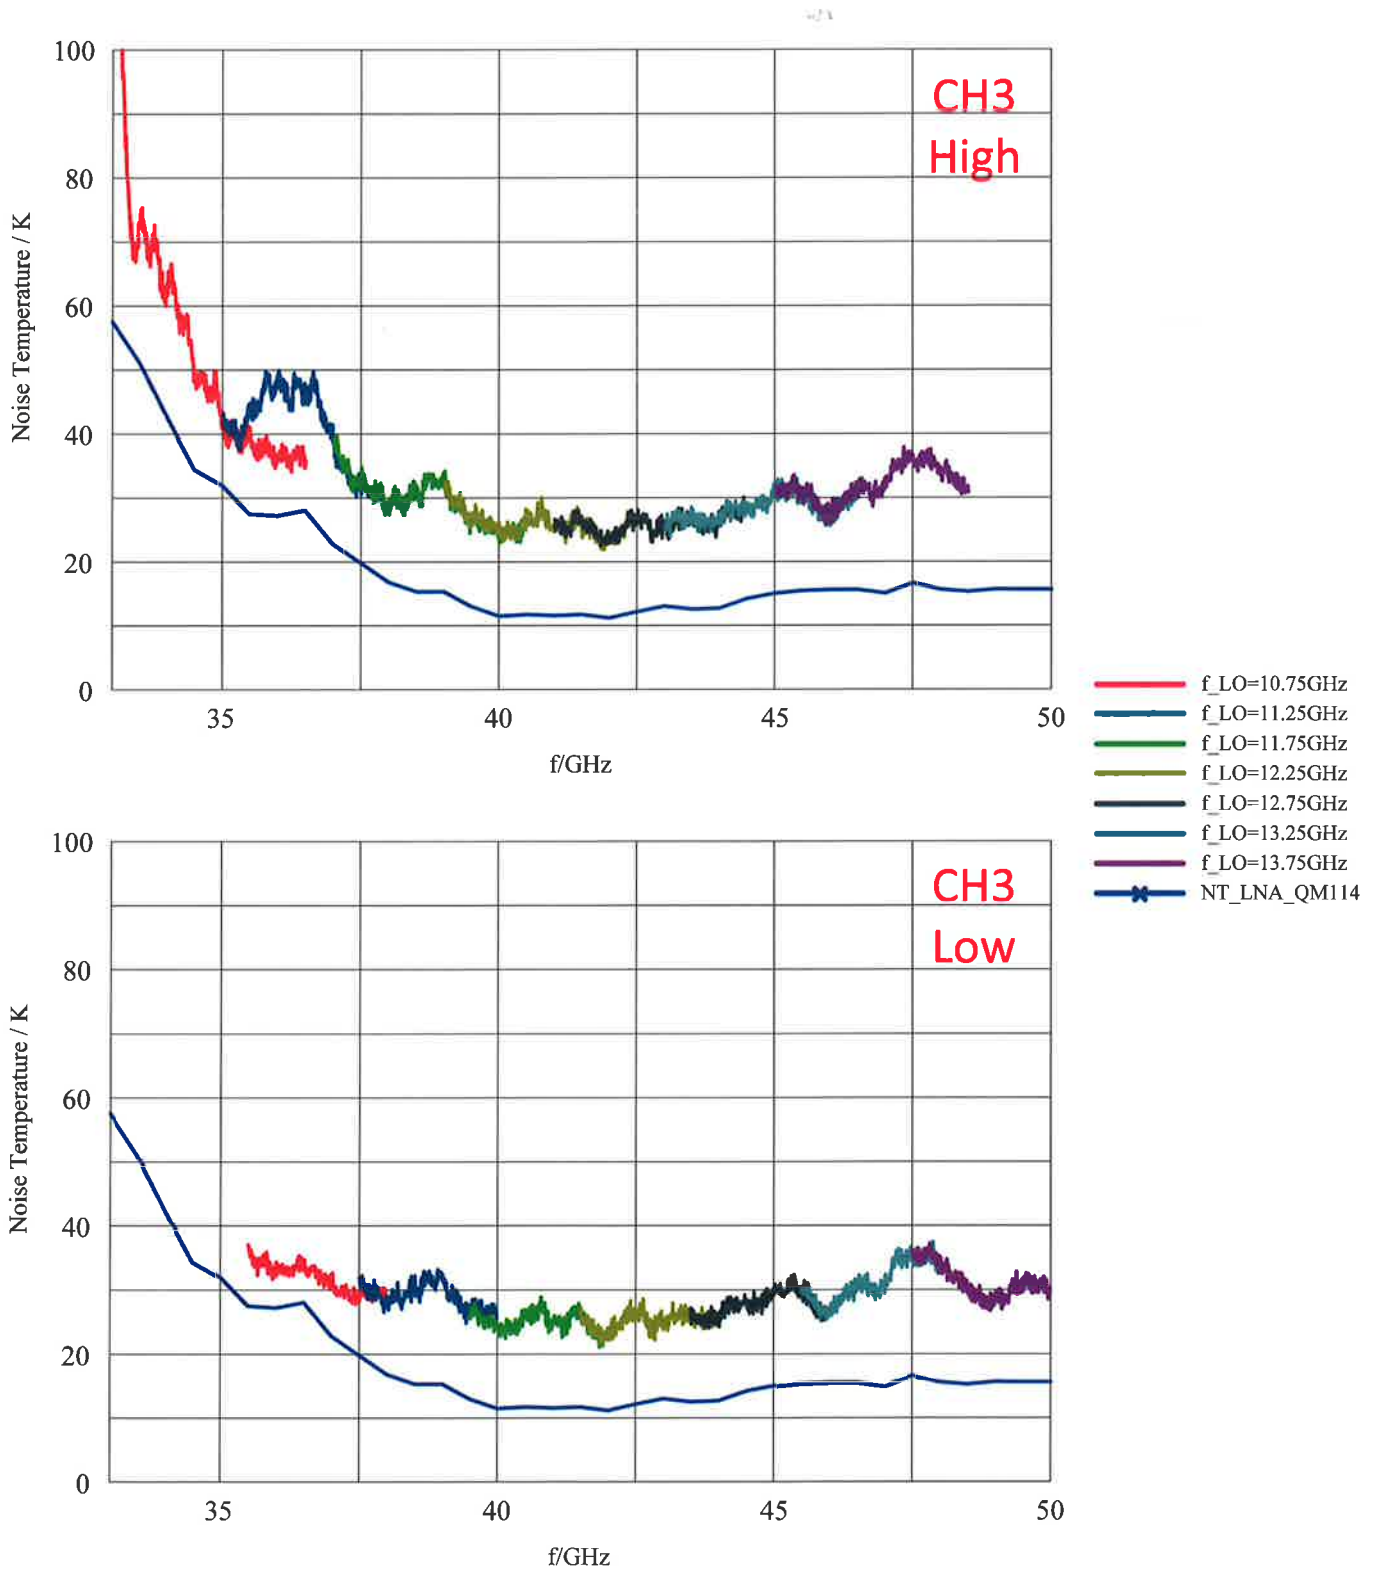 CH3
High
100
80
60
40
20
0
Noise Temperature / K
35 40 45 50
f/GHz
f_LO=10.75GHz
f_LO=11.25GHz
f_LO=11.75GHz
f_LO=12.25GHz
f_LO=12.75GHz
f_LO=13.25GHz
f_LO=13.75GHz
NT_LNA_QM114
CH3
Low
100
80
60
40
20
0
Noise Temperature / K
35 40 45 50
f/GHz